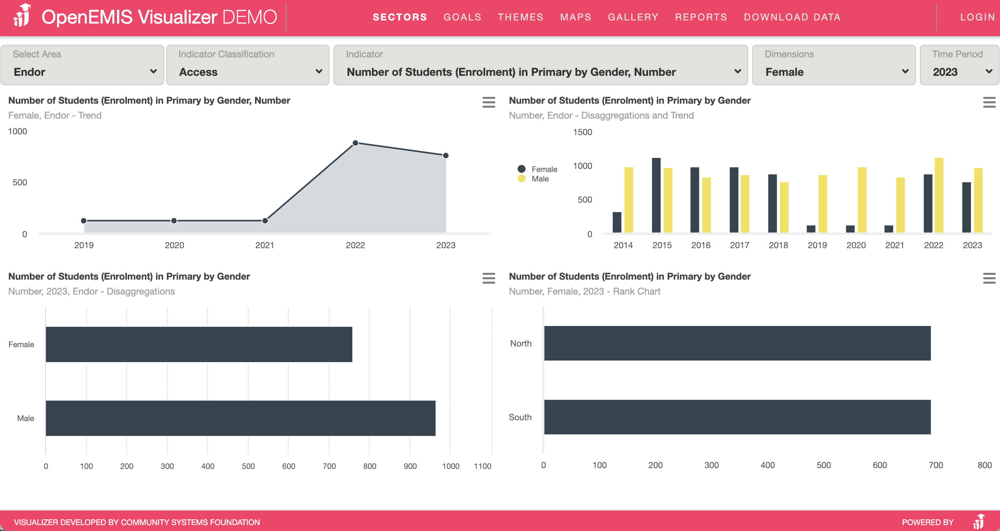 OpenEMIS Visualizer DEMO
SECTORS GOALS THEMES MAPS GALLERY REPORTS DOWNLOAD DATA LOGIN
Select Area
Endor
Indicator Classification
Access
Indicator
Number of Students (Enrolment) in Primary by Gender, Number
Dimensions
Female
Time Period
2023
Number of Students (Enrolment) in Primary by Gender, Number
Female, Endor - Trend
1000
500
0
2019 2020 2021 2022 2023
Number of Students (Enrolment) in Primary by Gender
Number, Endor - Disaggregations and Trend
Female
Male
1500
1000
500
0
2014 2015 2016 2017 2018 2019 2020 2021 2022 2023
Number of Students (Enrolment) in Primary by Gender
Number, 2023, Endor - Disaggregations
Female
Male
0 100 200 300 400 500 600 700 800 900 1000 1100
Number of Students (Enrolment) in Primary by Gender
Number, Female, 2023 - Rank Chart
North
South
0 100 200 300 400 500 600 700 800
VISUALIZER DEVELOPED BY COMMUNITY SYSTEMS FOUNDATION
POWERED BY